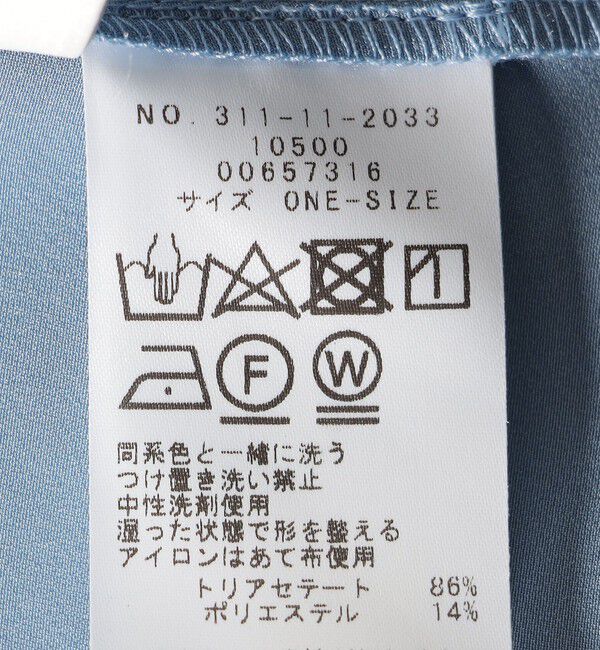 NO. 311-11-2033
10500
00657316
サイズ ONE-SIZE
F W
同系色と一緒に洗う
つけ置き洗い禁止
中性洗剤使用
湿った状態で形を整える
アイロンはあて布使用
トリアセテート 86%
ポリエステル 14%